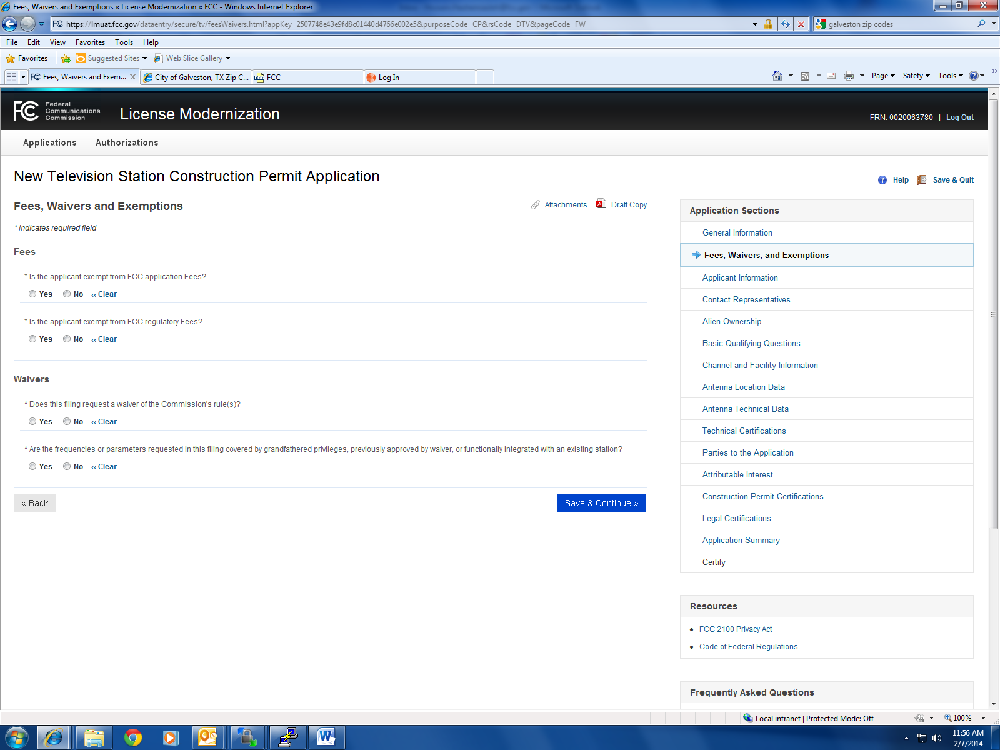 Fees, Waivers and Exemptions « License Modernization « FCC - Windows Internet Explorer
https://lmuat.fcc.gov/dataentry/secure/tv/feesWaivers.html?appKey=2507748e43e9fd8c01440d4766e002e5&purposeCode=CP&rsCode=DTV&pageCode=FW
galveston zip codes
File Edit View Favorites Tools Help
Favorites Suggested Sites Web Slice Gallery
Fees, Waivers and Exem... City of Galveston, TX Zip C... FCC Log In Page Safety Tools
FC Federal Communications Commission
License Modernization
FRN: 0020063780 | Log Out
Applications Authorizations
New Television Station Construction Permit Application
Help Save & Quit
Fees, Waivers and Exemptions
Attachments Draft Copy
* indicates required field
Fees
* Is the applicant exempt from FCC application Fees?
Yes No ‹‹ Clear
* Is the applicant exempt from FCC regulatory Fees?
Yes No ‹‹ Clear
Waivers
* Does this filing request a waiver of the Commission's rule(s)?
Yes No ‹‹ Clear
* Are the frequencies or parameters requested in this filing covered by grandfathered privileges, previously approved by waiver, or functionally integrated with an existing station?
Yes No ‹‹ Clear
« Back
Save & Continue »
Application Sections
General Information
Fees, Waivers, and Exemptions
Applicant Information
Contact Representatives
Alien Ownership
Basic Qualifying Questions
Channel and Facility Information
Antenna Location Data
Antenna Technical Data
Technical Certifications
Parties to the Application
Attributable Interest
Construction Permit Certifications
Legal Certifications
Application Summary
Certify
Resources
• FCC 2100 Privacy Act
• Code of Federal Regulations
Frequently Asked Questions
Local intranet | Protected Mode: Off
100%
11:56 AM
2/7/2014